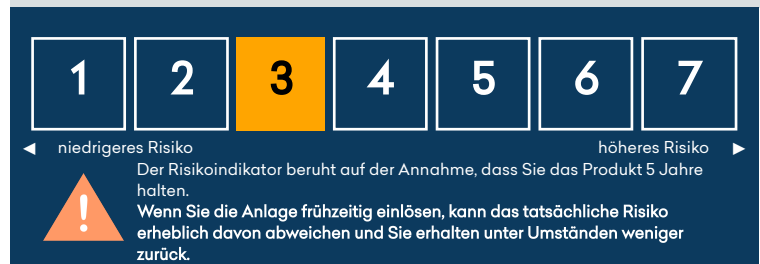 1 2 3 4 5 6 7
◄ niedrigeres Risiko höheres Risiko ►
Der Risikoindikator beruht auf der Annahme, dass Sie das Produkt 5 Jahre
halten.
! Wenn Sie die Anlage frühzeitig einlösen, kann das tatsächliche Risiko
erheblich davon abweichen und Sie erhalten unter Umständen weniger
zurück.